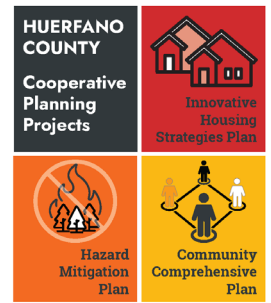 HUERFANO
COUNTY
Cooperative
Planning
Projects
Innovative
Housing
Strategies Plan
Hazard
Mitigation
Plan
Community
Comprehensive
Plan